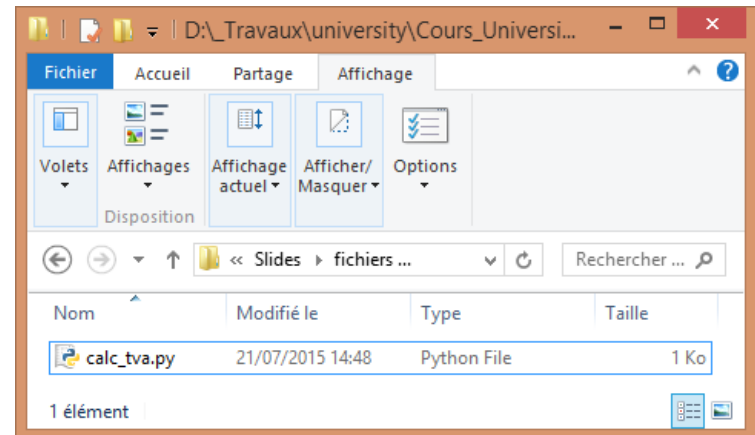 D:\_Travaux\university\Cours_Universi...
Fichier Accueil Partage Affichage
Volets Affichages Affichage actuel Afficher/ Masquer Options
Disposition
« Slides fichiers ... Rechercher ...
Nom Modifié le Type Taille
calc_tva.py 21/07/2015 14:48 Python File 1 Ko
1 élément